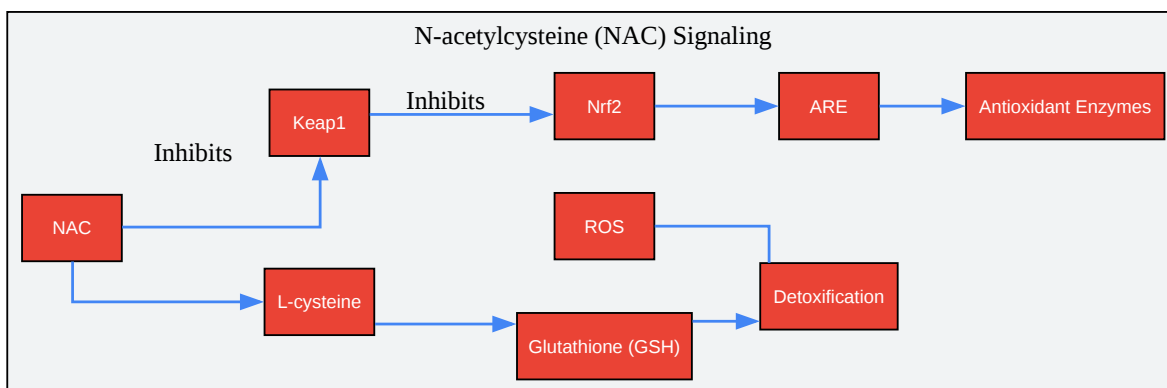 N-acetylcysteine (NAC) Signaling
Inhibits
Nrf2
ARE
Antioxidant Enzymes
Keap1
Inhibits
NAC
ROS
L-cysteine
Detoxification
Glutathione (GSH)